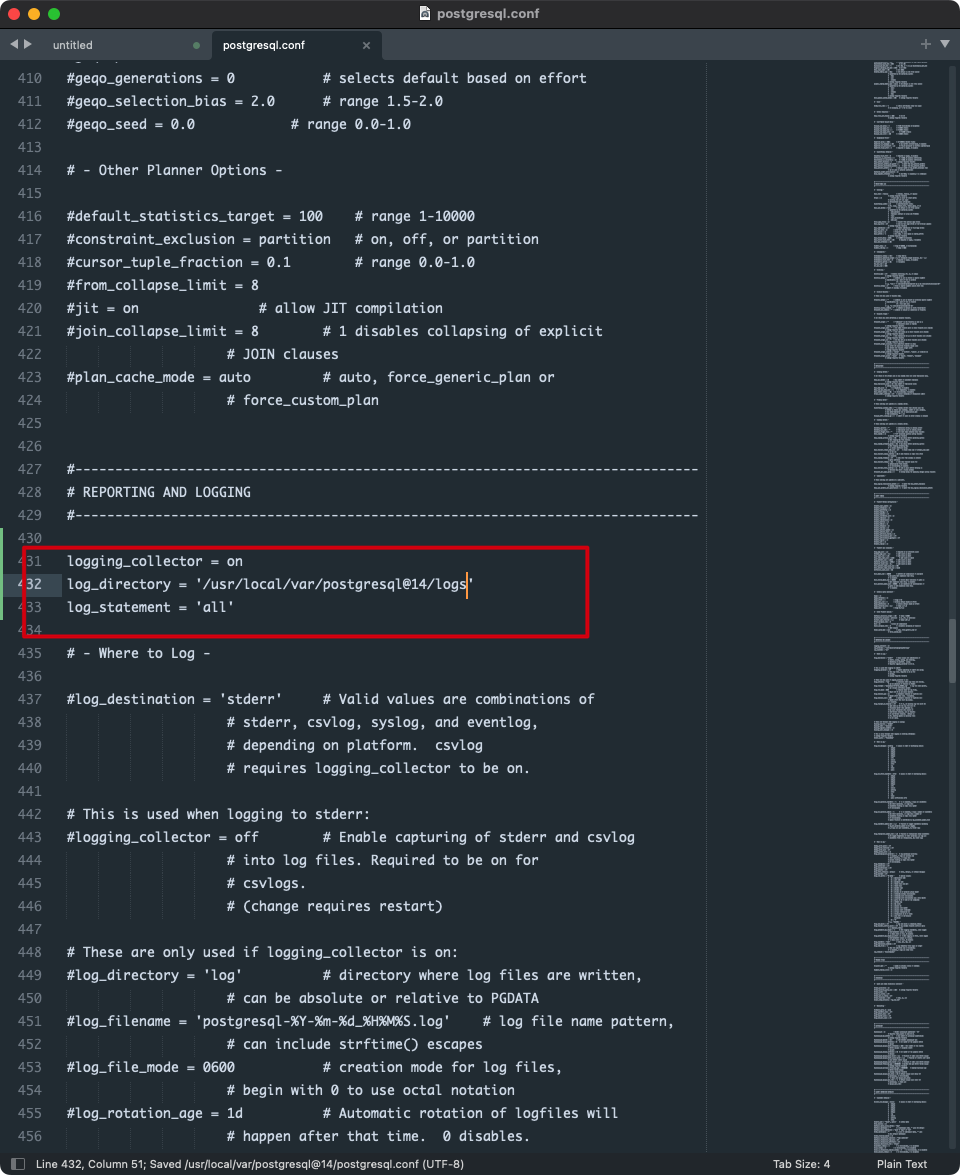 postgresql.conf
untitled
postgresql.conf
410 #geqo_generations = 0 # selects default based on effort
411 #geqo_selection_bias = 2.0 # range 1.5-2.0
412 #geqo_seed = 0.0 # range 0.0-1.0
413
414 # - Other Planner Options -
415
416 #default_statistics_target = 100 # range 1-10000
417 #constraint_exclusion = partition # on, off, or partition
418 #cursor_tuple_fraction = 0.1 # range 0.0-1.0
419 #from_collapse_limit = 8
420 #jit = on # allow JIT compilation
421 #join_collapse_limit = 8 # 1 disables collapsing of explicit
422 # JOIN clauses
423 #plan_cache_mode = auto # auto, force_generic_plan or
424 # force_custom_plan
425
426
427 #------------------------------------------------------------------------------
428 # REPORTING AND LOGGING
429 #------------------------------------------------------------------------------
430
431 logging_collector = on
432 log_directory = '/usr/local/var/postgresql@14/logs'
433 log_statement = 'all'
434
435 # - Where to Log -
436
437 #log_destination = 'stderr' # Valid values are combinations of
438 # stderr, csvlog, syslog, and eventlog,
439 # depending on platform. csvlog
440 # requires logging_collector to be on.
441
442 # This is used when logging to stderr:
443 #logging_collector = off # Enable capturing of stderr and csvlog
444 # into log files. Required to be on for
445 # csvlogs.
446 # (change requires restart)
447
448 # These are only used if logging_collector is on:
449 #log_directory = 'log' # directory where log files are written,
450 # can be absolute or relative to PGDATA
451 #log_filename = 'postgresql-%Y-%m-%d_%H%M%S.log' # log file name pattern,
452 # can include strftime() escapes
453 #log_file_mode = 0600 # creation mode for log files,
454 # begin with 0 to use octal notation
455 #log_rotation_age = 1d # Automatic rotation of logfiles will
456 # happen after that time. 0 disables.
Line 432, Column 51; Saved /usr/local/var/postgresql@14/postgresql.conf (UTF-8)
Tab Size: 4
Plain Text